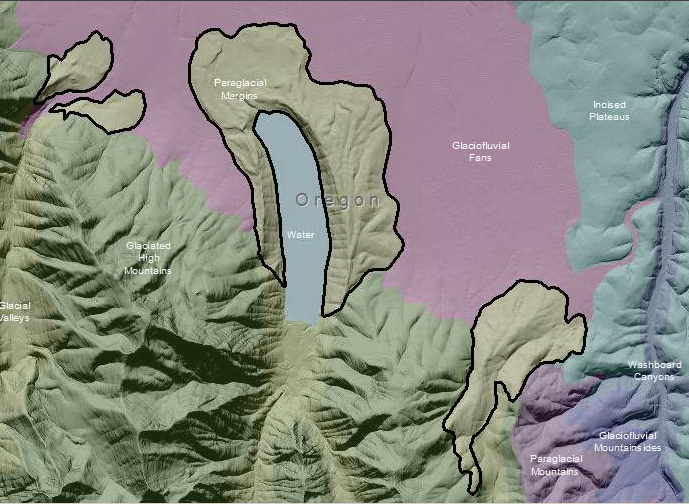 Paraglacial
Margins
Incised
Plateaus
Glaciofluvial
Fans
Oregon
Water
Glaciated
High
Mountains
Glacial
Valleys
Washboard
Canyons
Glaciofluvial
Mountainsides
Paraglacial
Mountains